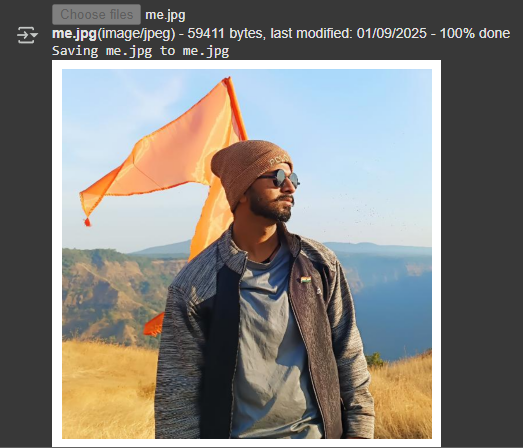 Choose files me.jpg
me.jpg(image/jpeg) - 59411 bytes, last modified: 01/09/2025 - 100% done
Saving me.jpg to me.jpg